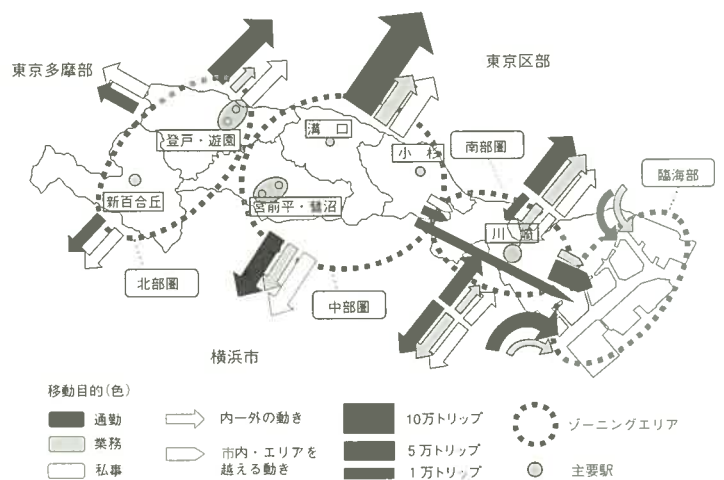 東京多摩部
東京区部
登戸・遊園
溝口
小杉
南部圏
臨海部
新百合丘
宮前平・鷺沼
川崎
北部圏
中部圏
横浜市
移動目的(色)
通勤
業務
私事
内ー外の動き
市内・エリアを
越える動き
10万トリップ
5万トリップ
1万トリップ
ゾーニングエリア
主要駅